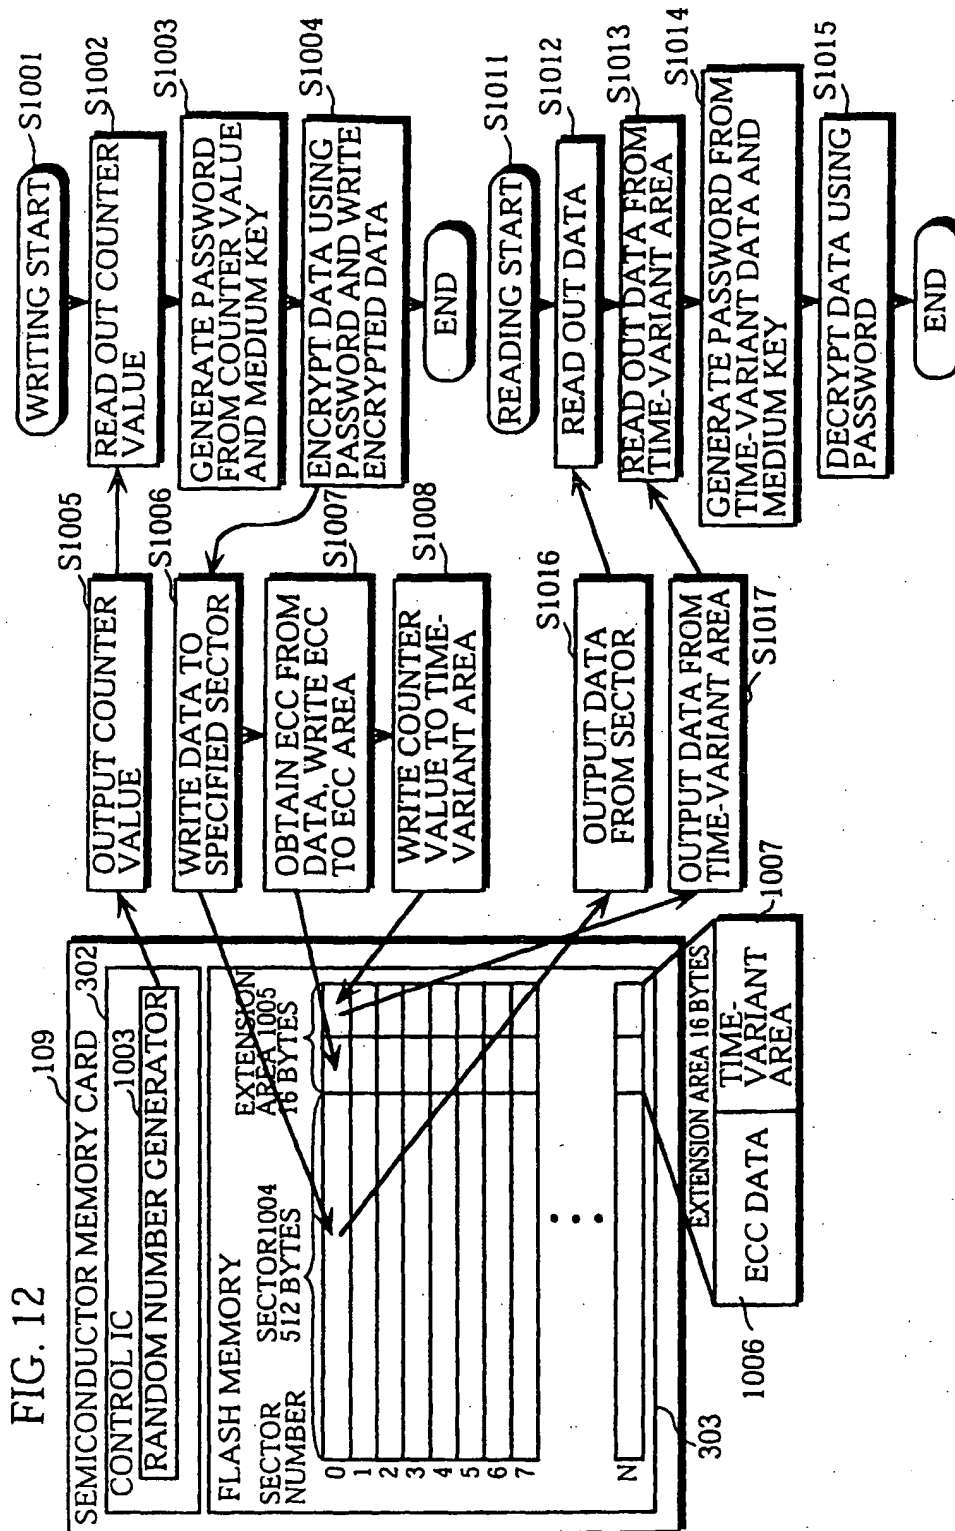 FIG. 12
109
SEMICONDUCTOR MEMORY CARD
302
CONTROL IC
1003
RANDOM NUMBER GENERATOR
FLASH MEMORY
SECTOR
NUMBER
SECTOR1004
512 BYTES
EXTENSION
AREA 1005
16 BYTES
0
1
2
3
4
5
6
7
N
303
EXTENSION AREA 16 BYTES
1006
ECC DATA
TIME-
VARIANT
AREA
1007
S1005
OUTPUT COUNTER
VALUE
S1006
WRITE DATA TO
SPECIFIED SECTOR
S1007
OBTAIN ECC FROM
DATA, WRITE ECC
TO ECC AREA
S1008
WRITE COUNTER
VALUE TO TIME-
VARIANT AREA
S1016
OUTPUT DATA
FROM SECTOR
OUTPUT DATA FROM
TIME-VARIANT AREA
S1017
WRITING START
S1001
S1002
READ OUT COUNTER
VALUE
S1003
GENERATE PASSWORD
FROM COUNTER VALUE
AND MEDIUM KEY
S1004
ENCRYPT DATA USING
PASSWORD AND WRITE
ENCRYPTED DATA
END
READING START
S1011
S1012
READ OUT DATA
S1013
READ OUT DATA FROM
TIME-VARIANT AREA
S1014
GENERATE PASSWORD FROM
TIME-VARIANT DATA AND
MEDIUM KEY
S1015
DECRYPT DATA USING
PASSWORD
END